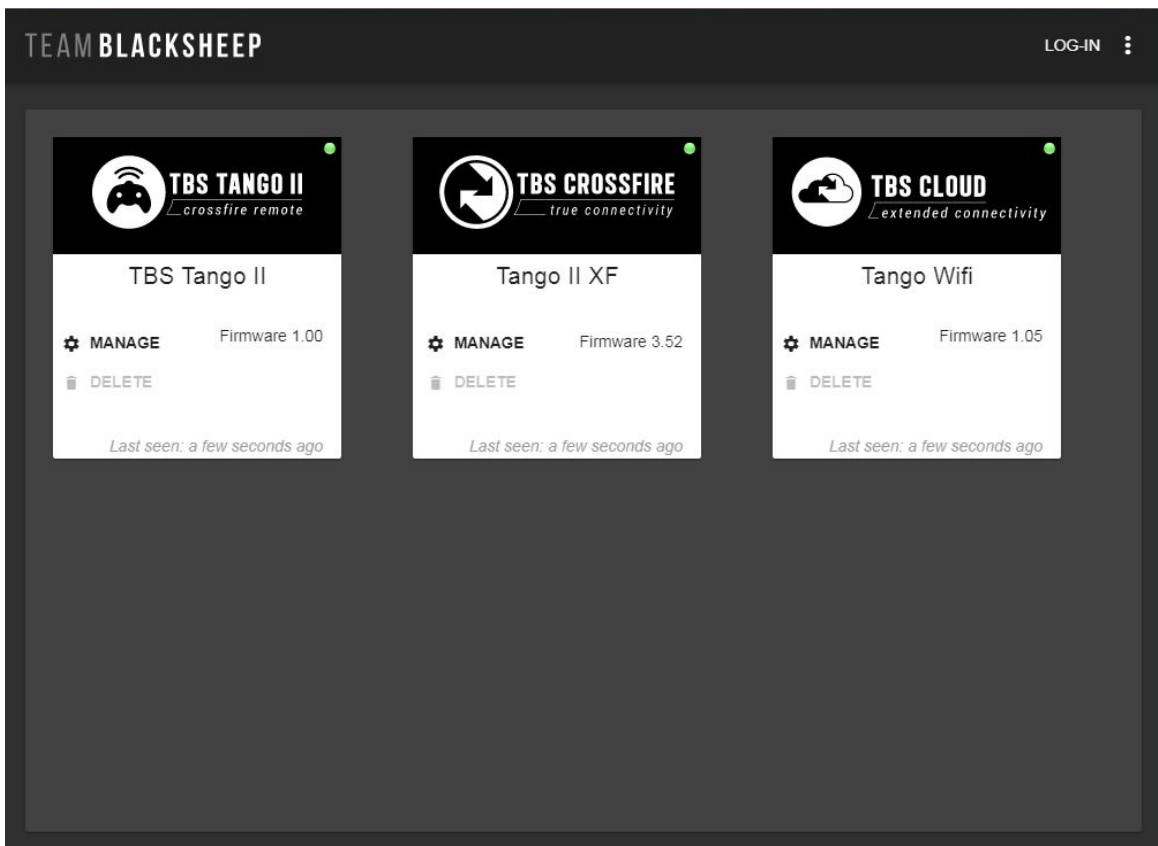 TEAM BLACKSHEEP
LOG-IN
TBS TANGO II
crossfire remote
TBS Tango II
MANAGE Firmware 1.00
DELETE
Last seen: a few seconds ago
TBS CROSSFIRE
true connectivity
Tango II XF
MANAGE Firmware 3.52
DELETE
Last seen: a few seconds ago
TBS CLOUD
extended connectivity
Tango Wifi
MANAGE Firmware 1.05
DELETE
Last seen: a few seconds ago